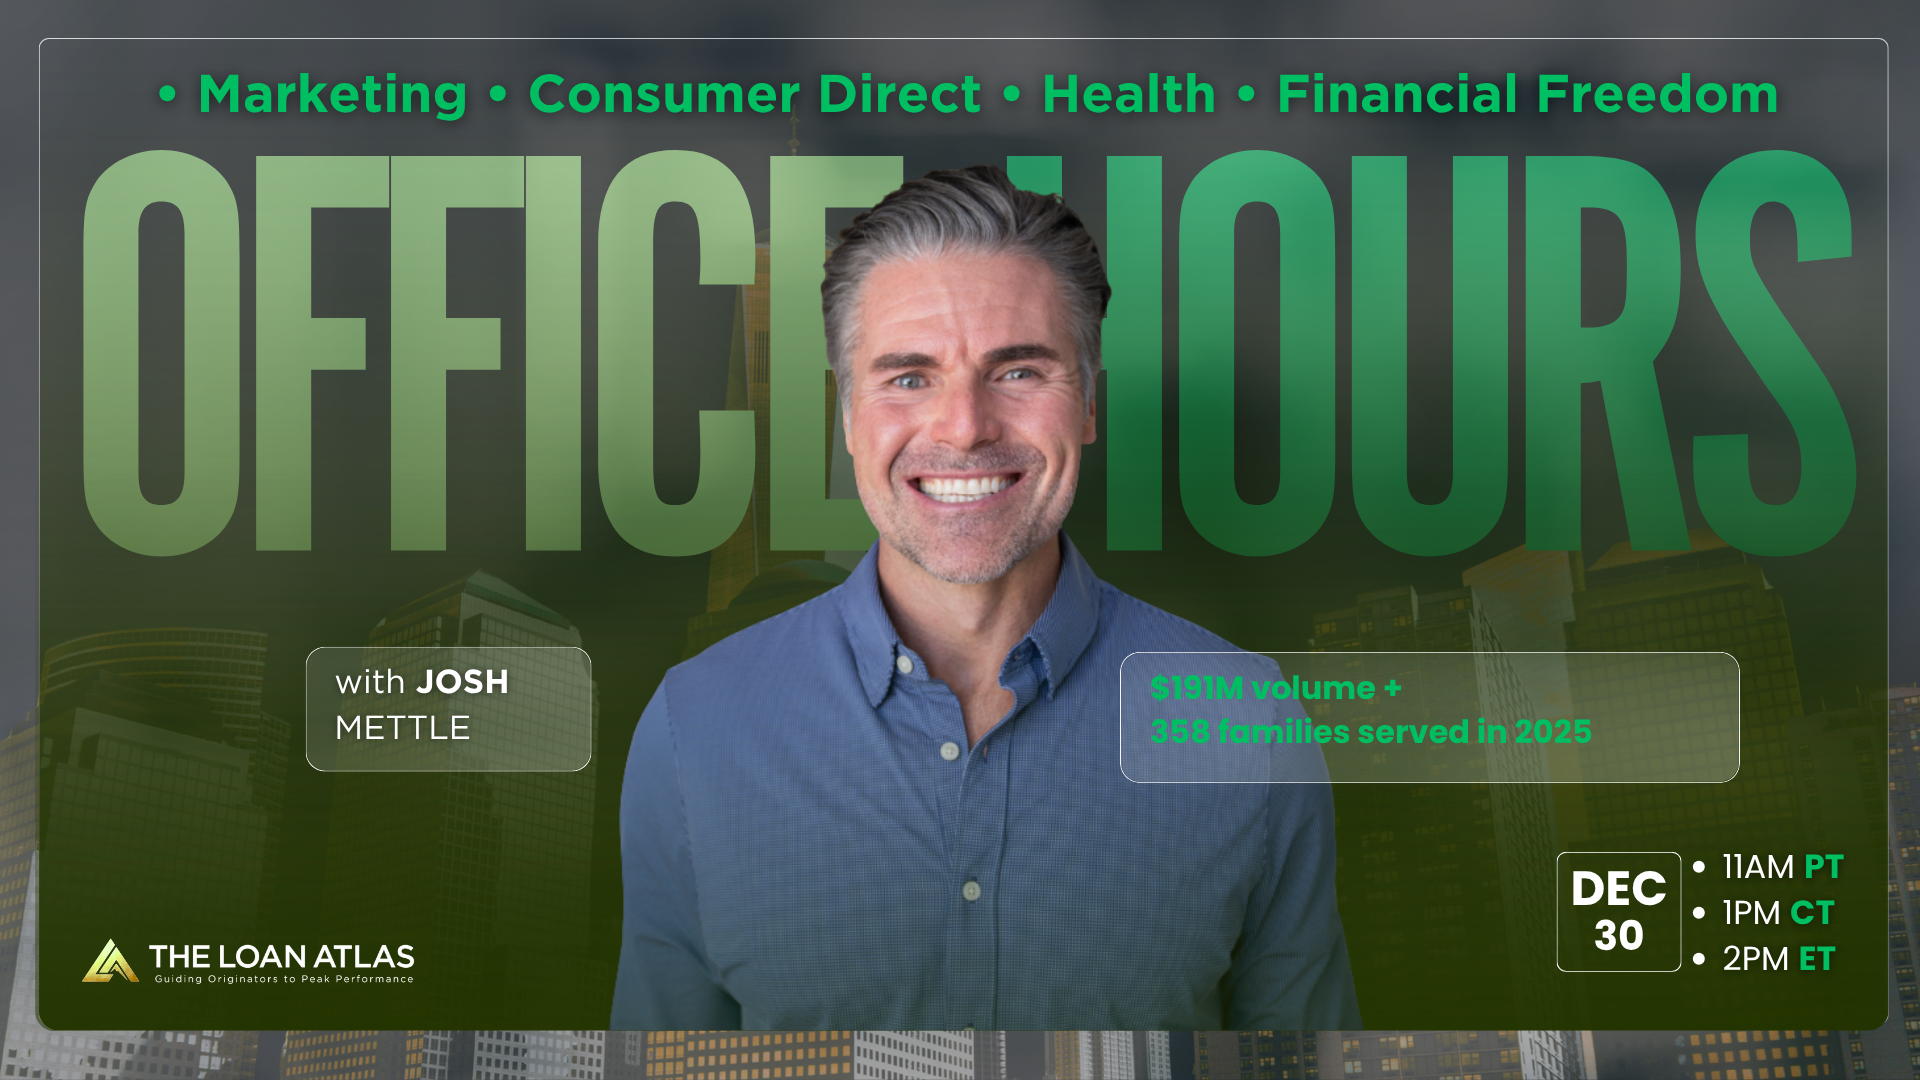 • Marketing • Consumer Direct • Health • Financial Freedom
OFFICE HOURS
with JOSH
METTLE
$191M volume +
358 families served in 2025
DEC
30
• 11AM PT
• 1PM CT
• 2PM ET
THE LOAN ATLAS
Guiding Originators to Peak Performance